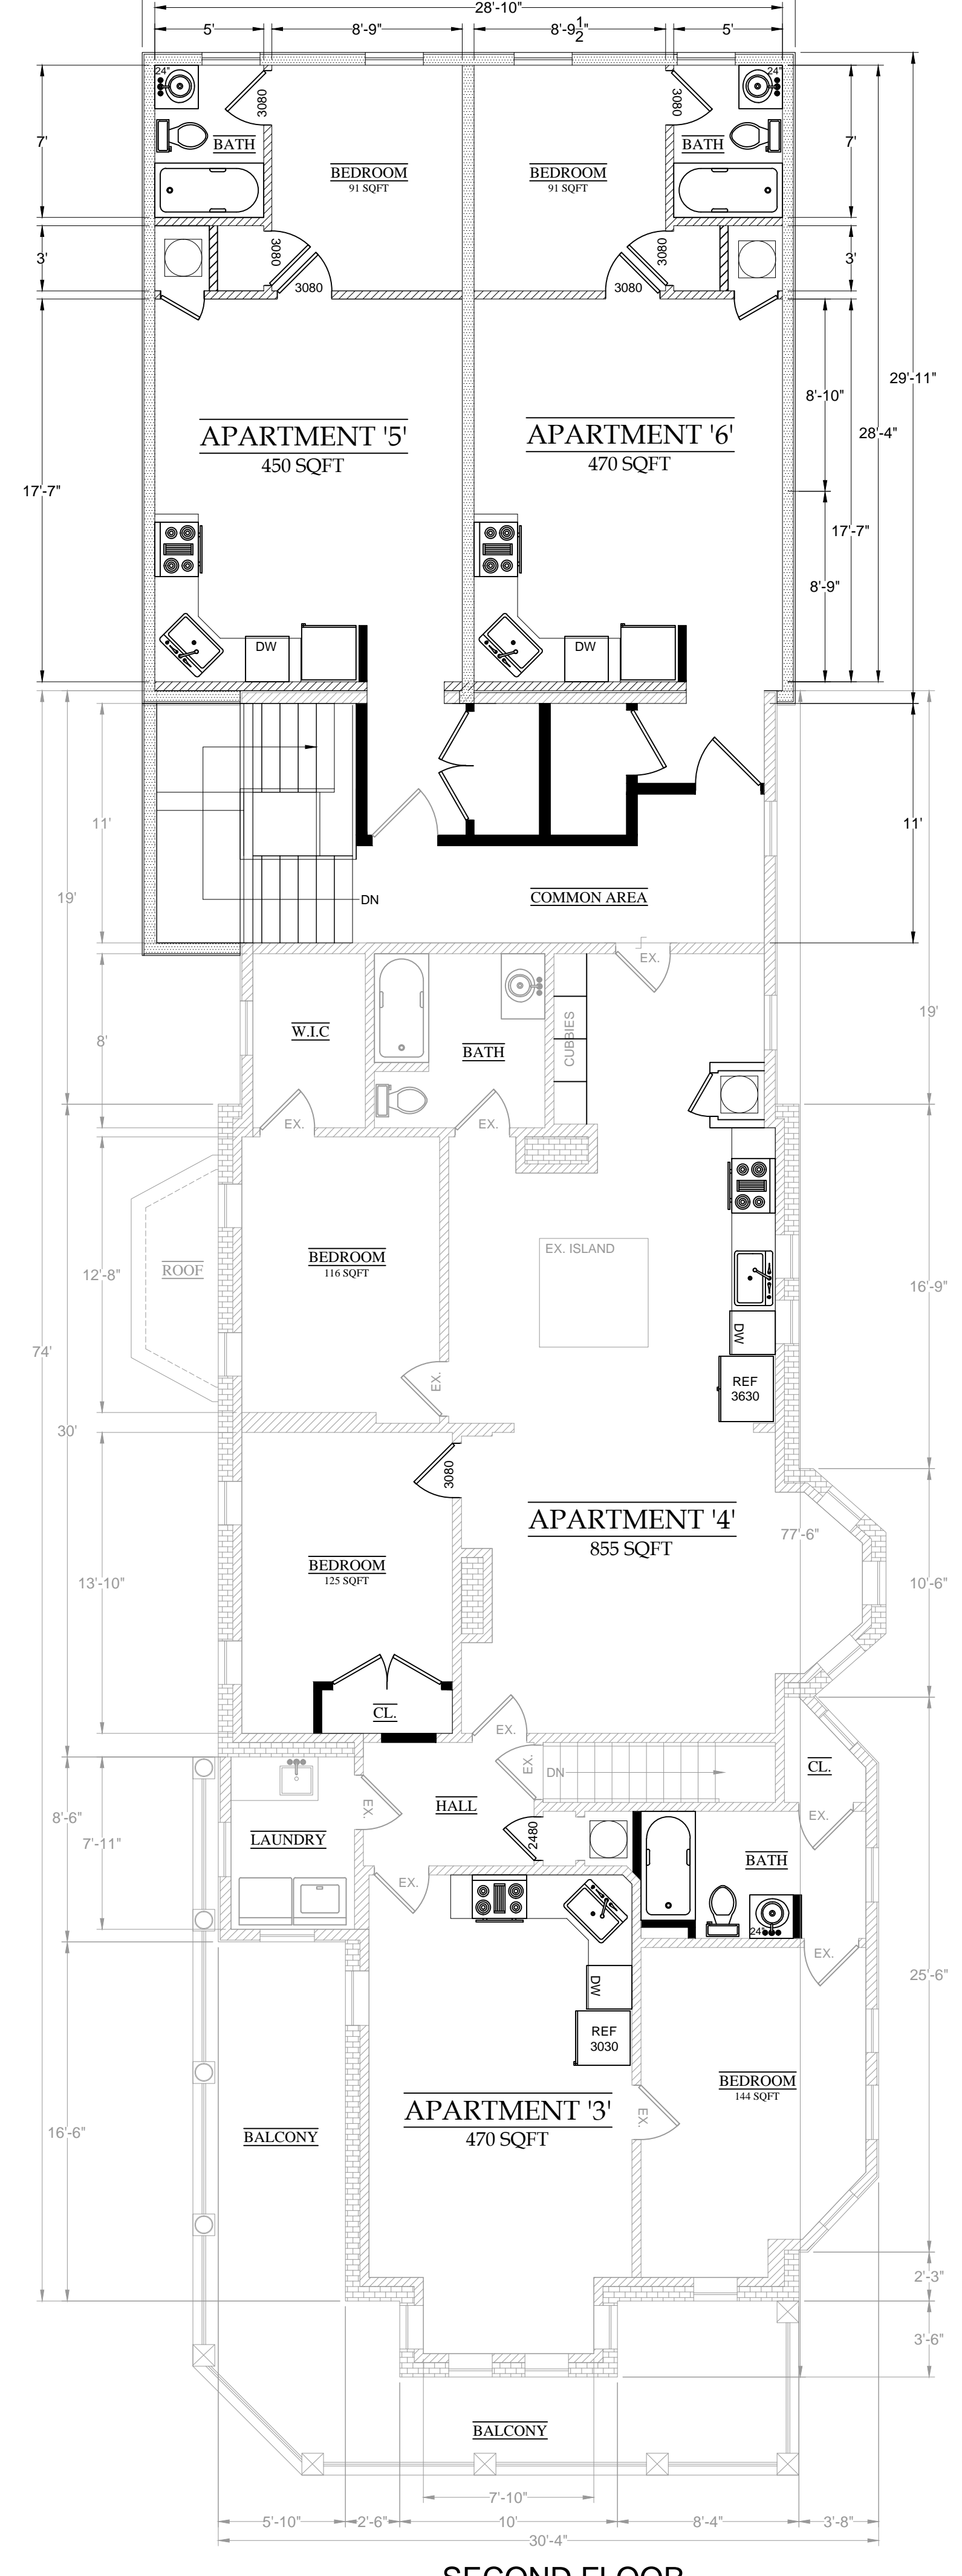 28'-10"
5'
8'-9"
8'-9 1/2"
5'
24"
24"
3080
3080
7'
BATH
BATH
7'
BEDROOM
91 SQFT
BEDROOM
91 SQFT
3'
3080
3080
3'
3080
3080
29'-11"
8'-10"
APARTMENT '5'
450 SQFT
APARTMENT '6'
470 SQFT
28'-4"
17'-7"
17'-7"
8'-9"
DW
DW
11'
11'
19'
DN
COMMON AREA
EX.
W.I.C
BATH
CUBBIES
19'
8'
EX.
EX.
BEDROOM
116 SQFT
EX. ISLAND
ROOF
12'-8"
16'-9"
DW
74'
EX.
REF
3630
30'
3080
APARTMENT '4'
855 SQFT
77'-6"
BEDROOM
125 SQFT
13'-10"
10'-6"
CL.
EX.
EX.
DN
CL.
HALL
EX.
EX.
8'-6"
7'-11"
LAUNDRY
2480
BATH
EX.
24"
EX.
25'-6"
DW
REF
3030
BEDROOM
144 SQFT
APARTMENT '3'
470 SQFT
EX.
16'-6"
BALCONY
2'-3"
3'-6"
BALCONY
7'-10"
5'-10"
2'-6"
10'
8'-4"
3'-8"
30'-4"
SECOND FLOOR